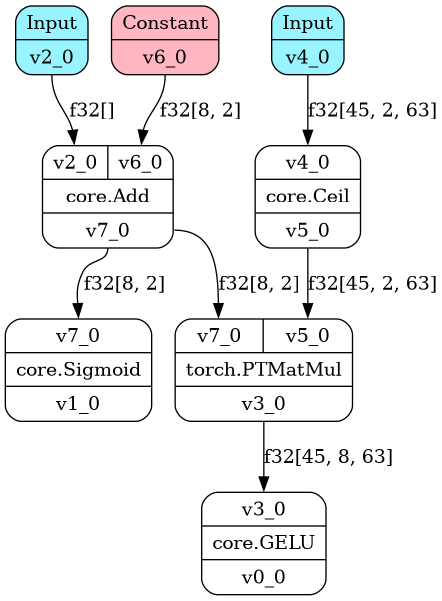 Input
v2_0
Constant
v6_0
Input
v4_0
f32[]
f32[8, 2]
f32[45, 2, 63]
v2_0 v6_0
core.Add
v7_0
v4_0
core.Ceil
v5_0
f32[8, 2]
f32[8, 2]
f32[45, 2, 63]
v7_0
core.Sigmoid
v1_0
v7_0 v5_0
torch.PTMatMul
v3_0
f32[45, 8, 63]
v3_0
core.GELU
v0_0